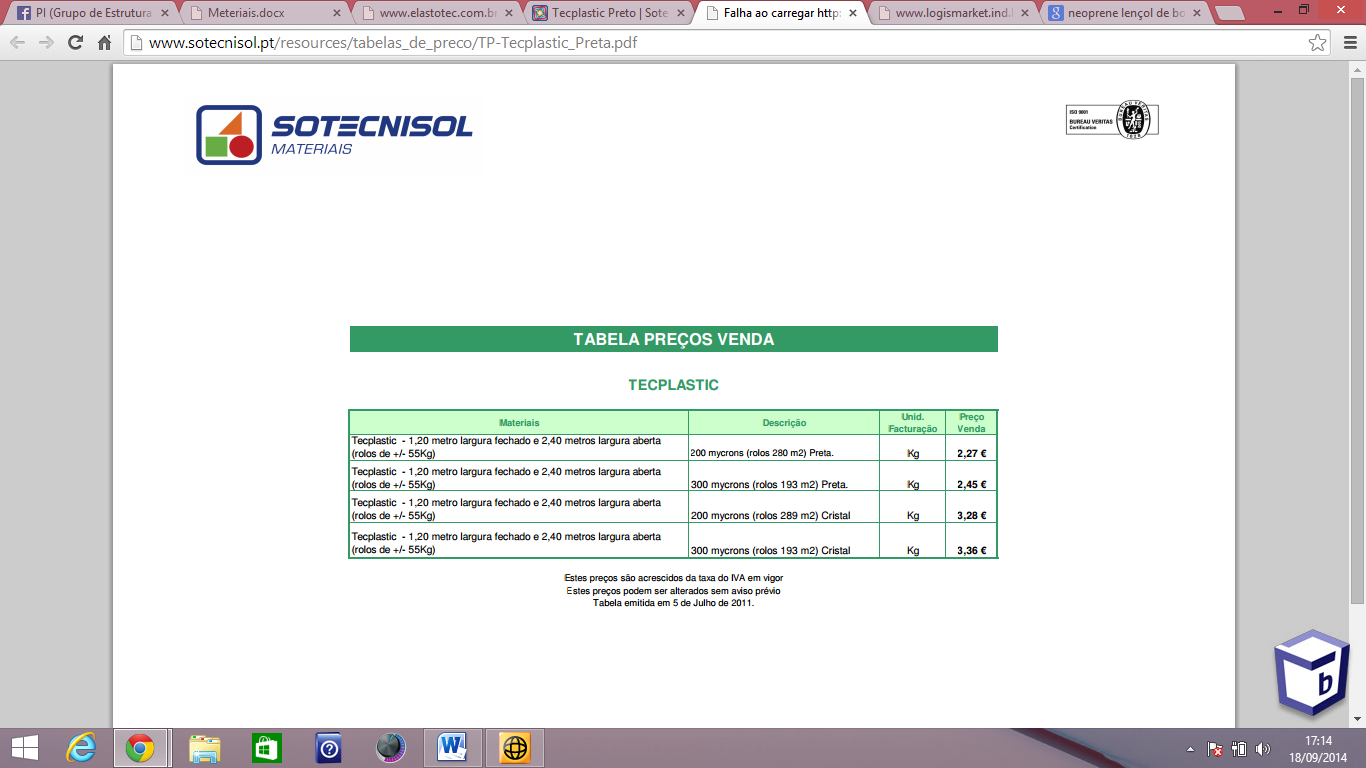 PI (Grupo de Estrutura
Meteriais.docx
www.elastotec.com.b
Tecplastic Preto | Sote
Falha ao carregar http:
www.logismarket.ind.
neoprene lençol de bo
www.sotecnisol.pt/resources/tabelas_de_preco/TP-Tecplastic_Preta.pdf
SOTECNISOL
MATERIAIS
ISO 9001
BUREAU VERITAS
Certification
TABELA PREÇOS VENDA
TECPLASTIC
Materiais Descrição Unid. Facturação Preço Venda
Tecplastic - 1,20 metro largura fechado e 2,40 metros largura aberta
(rolos de +/- 55Kg) 200 mycrons (rolos 280 m2) Preta. Kg 2,27 €
Tecplastic - 1,20 metro largura fechado e 2,40 metros largura aberta
(rolos de +/- 55Kg) 300 mycrons (rolos 193 m2) Preta. Kg 2,45 €
Tecplastic - 1,20 metro largura fechado e 2,40 metros largura aberta
(rolos de +/- 55Kg) 200 mycrons (rolos 289 m2) Cristal Kg 3,28 €
Tecplastic - 1,20 metro largura fechado e 2,40 metros largura aberta
(rolos de +/- 55Kg) 300 mycrons (rolos 193 m2) Cristal Kg 3,36 €
Estes preços são acrescidos da taxa do IVA em vigor
Estes preços podem ser alterados sem aviso prévio
Tabela emitida em 5 de Julho de 2011.
b
17:14
18/09/2014